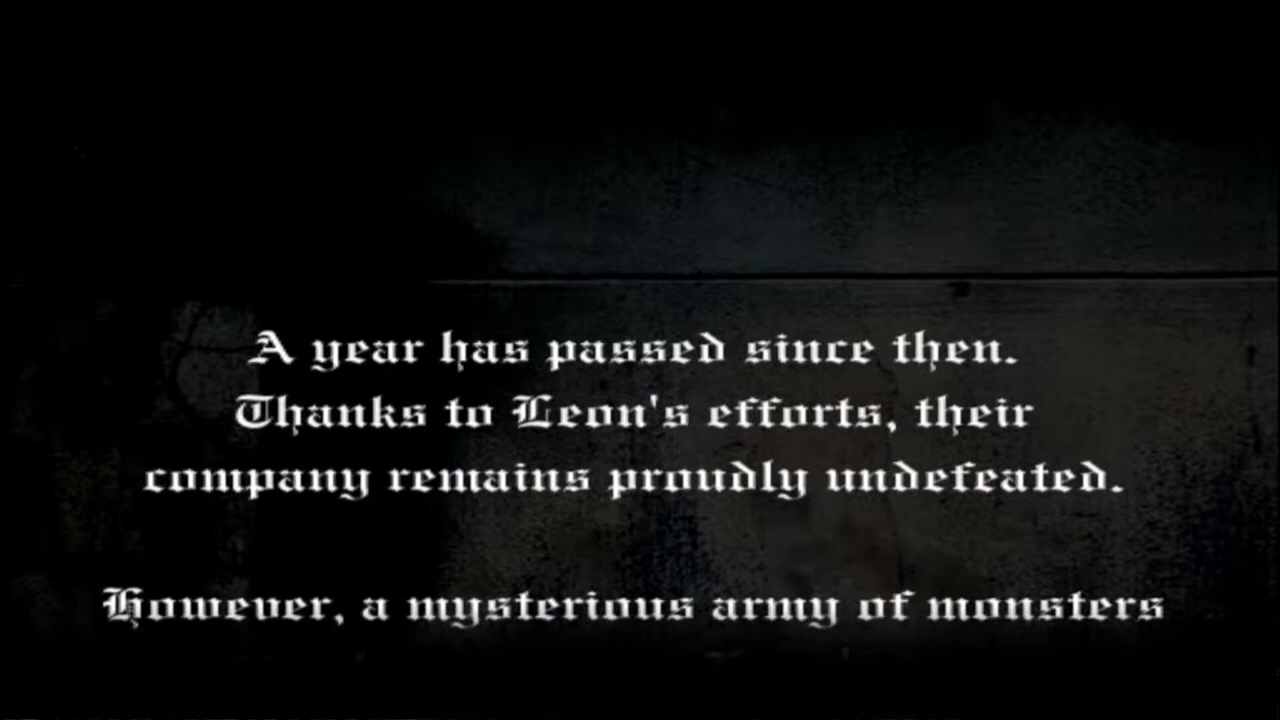 A year has passed since then.
Thanks to Leon's efforts, their
company remains proudly undefeated.
However, a mysterious army of monsters